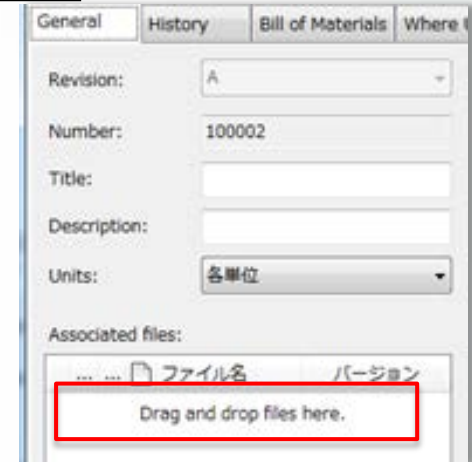 General History Bill of Materials Where
Revision: A
Number: 100002
Title:
Description:
Units: 各単位
Associated files:
... ... ファイル名 バージョン
Drag and drop files here.